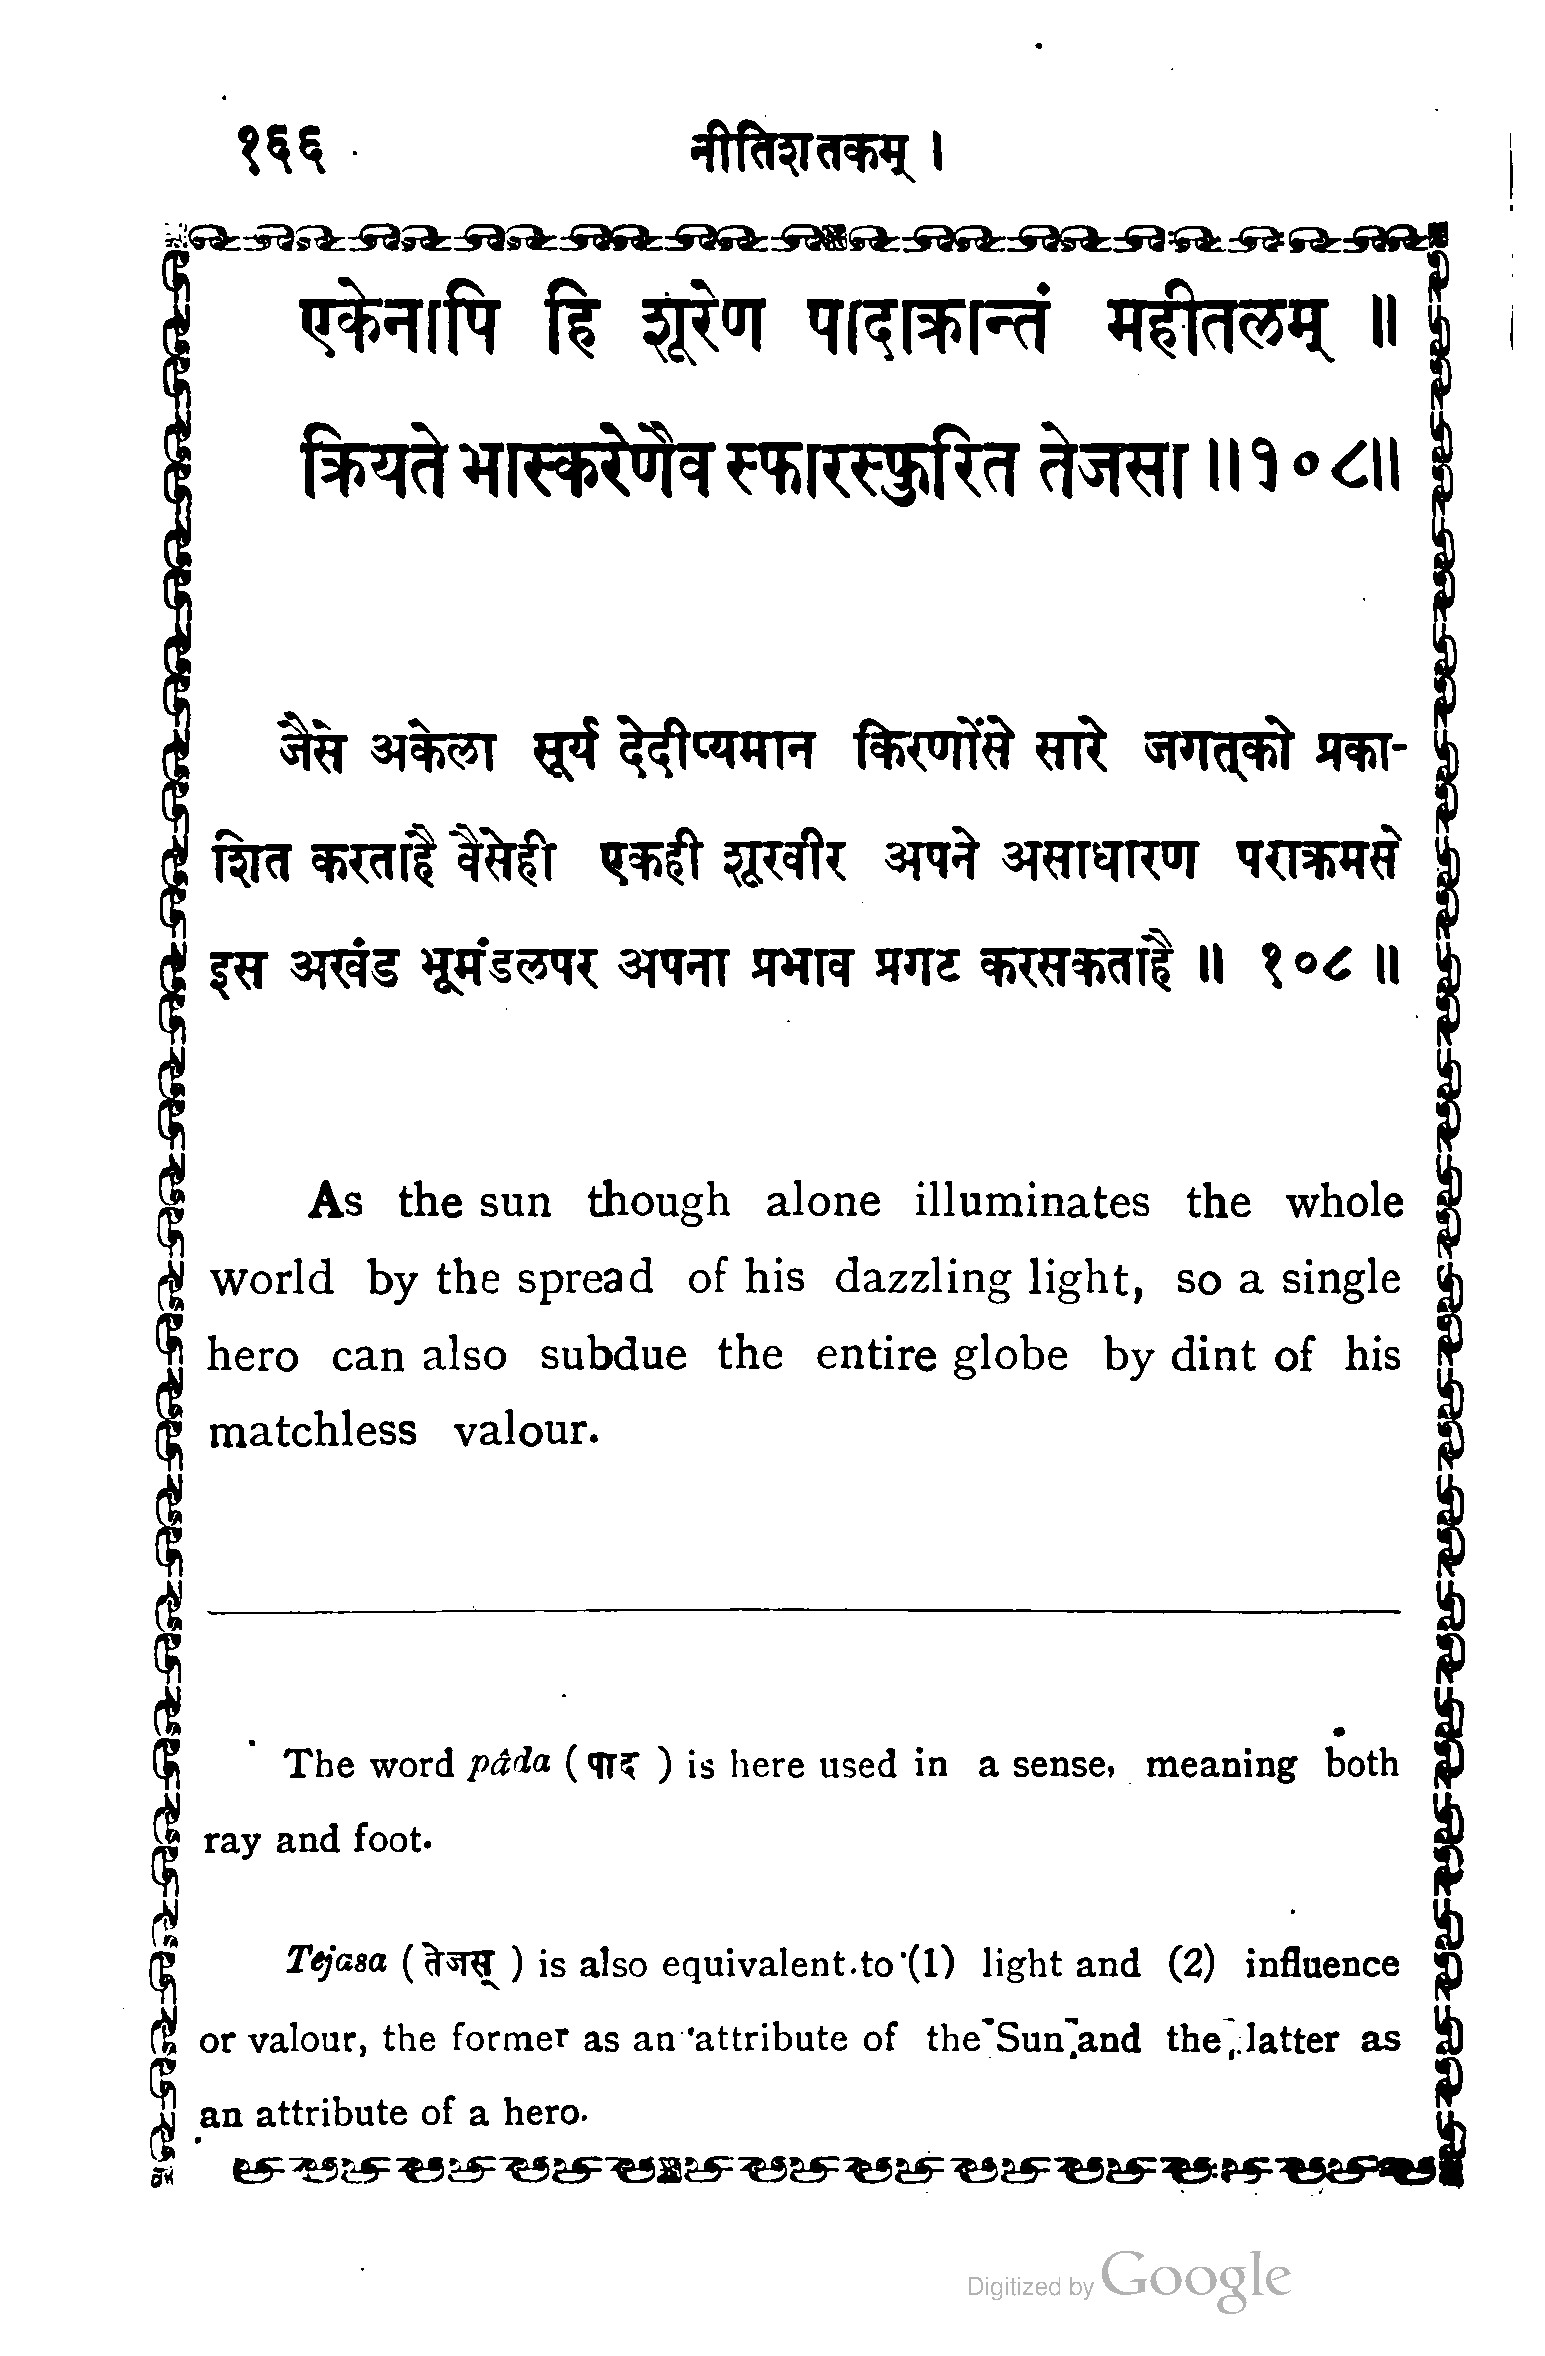 १६६ नीतिशतकम् ।
एकेनापि हि शूरेण पादाक्रान्तं महीतलम् ॥
क्रियते भास्करेणैव स्फारस्फुरित तेजसा ॥१०८॥
जैसे अकेला सूर्य देदीप्यमान किरणोंसे सारे जगत्को प्रका-
शित करताहै वैसेही एकही शूरवीर अपने असाधारण पराक्रमसे
इस अखंड भूमंडलपर अपना प्रभाव प्रगट करसकताहै ॥ १०८ ॥
As the sun though alone illuminates the whole
world by the spread of his dazzling light, so a single
hero can also subdue the entire globe by dint of his
matchless valour.
The word pâda ( पाद ) is here used in a sense, meaning both
ray and foot.
Tejasa ( तेजस् ) is also equivalent to (1) light and (2) influence
or valour, the former as an attribute of the Sun and the latter as
an attribute of a hero.
Digitized by Google